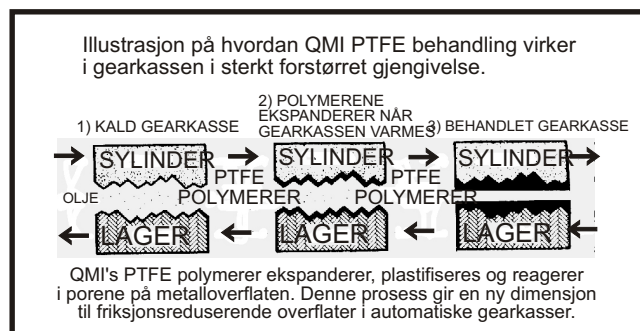 Illustrasjon på hvordan QMI PTFE behandling virker
i gearkassen i sterkt forstørret gjengivelse.
1) KALD GEARKASSE
2) POLYMERENE
EKSPANDERER NÅR
GEARKASSEN VARMES
3) BEHANDLET GEARKASSE
SYLINDER SYLINDER SYLINDER
PTFE PTFE
OLJE POLYMERER POLYMERER
LAGER LAGER LAGER
QMI's PTFE polymerer ekspanderer, plastifiseres og reagerer
i porene på metalloverflaten. Denne prosess gir en ny dimensjon
til friksjonsreduserende overflater i automatiske gearkasser.